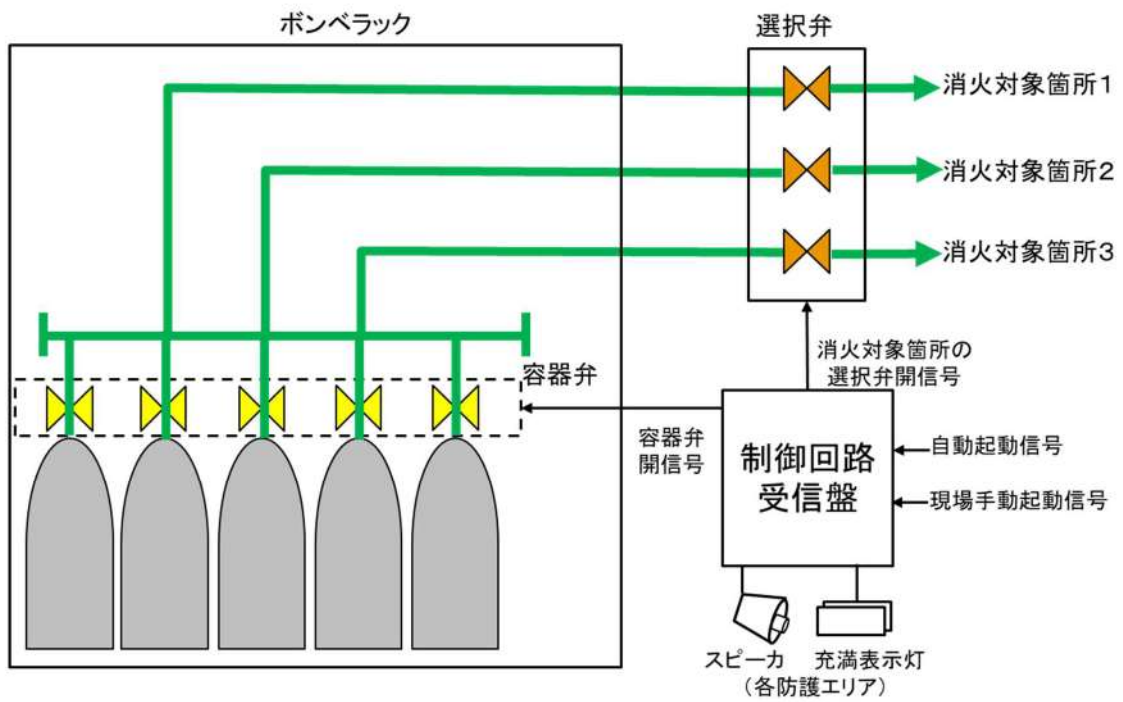 ボンベラック
選択弁
消火対象箇所1
消火対象箇所2
消火対象箇所3
容器弁
消火対象箇所の
選択弁開信号
容器弁
開信号
制御回路
受信盤
自動起動信号
現場手動起動信号
スピーカ
充満表示灯
(各防護エリア)